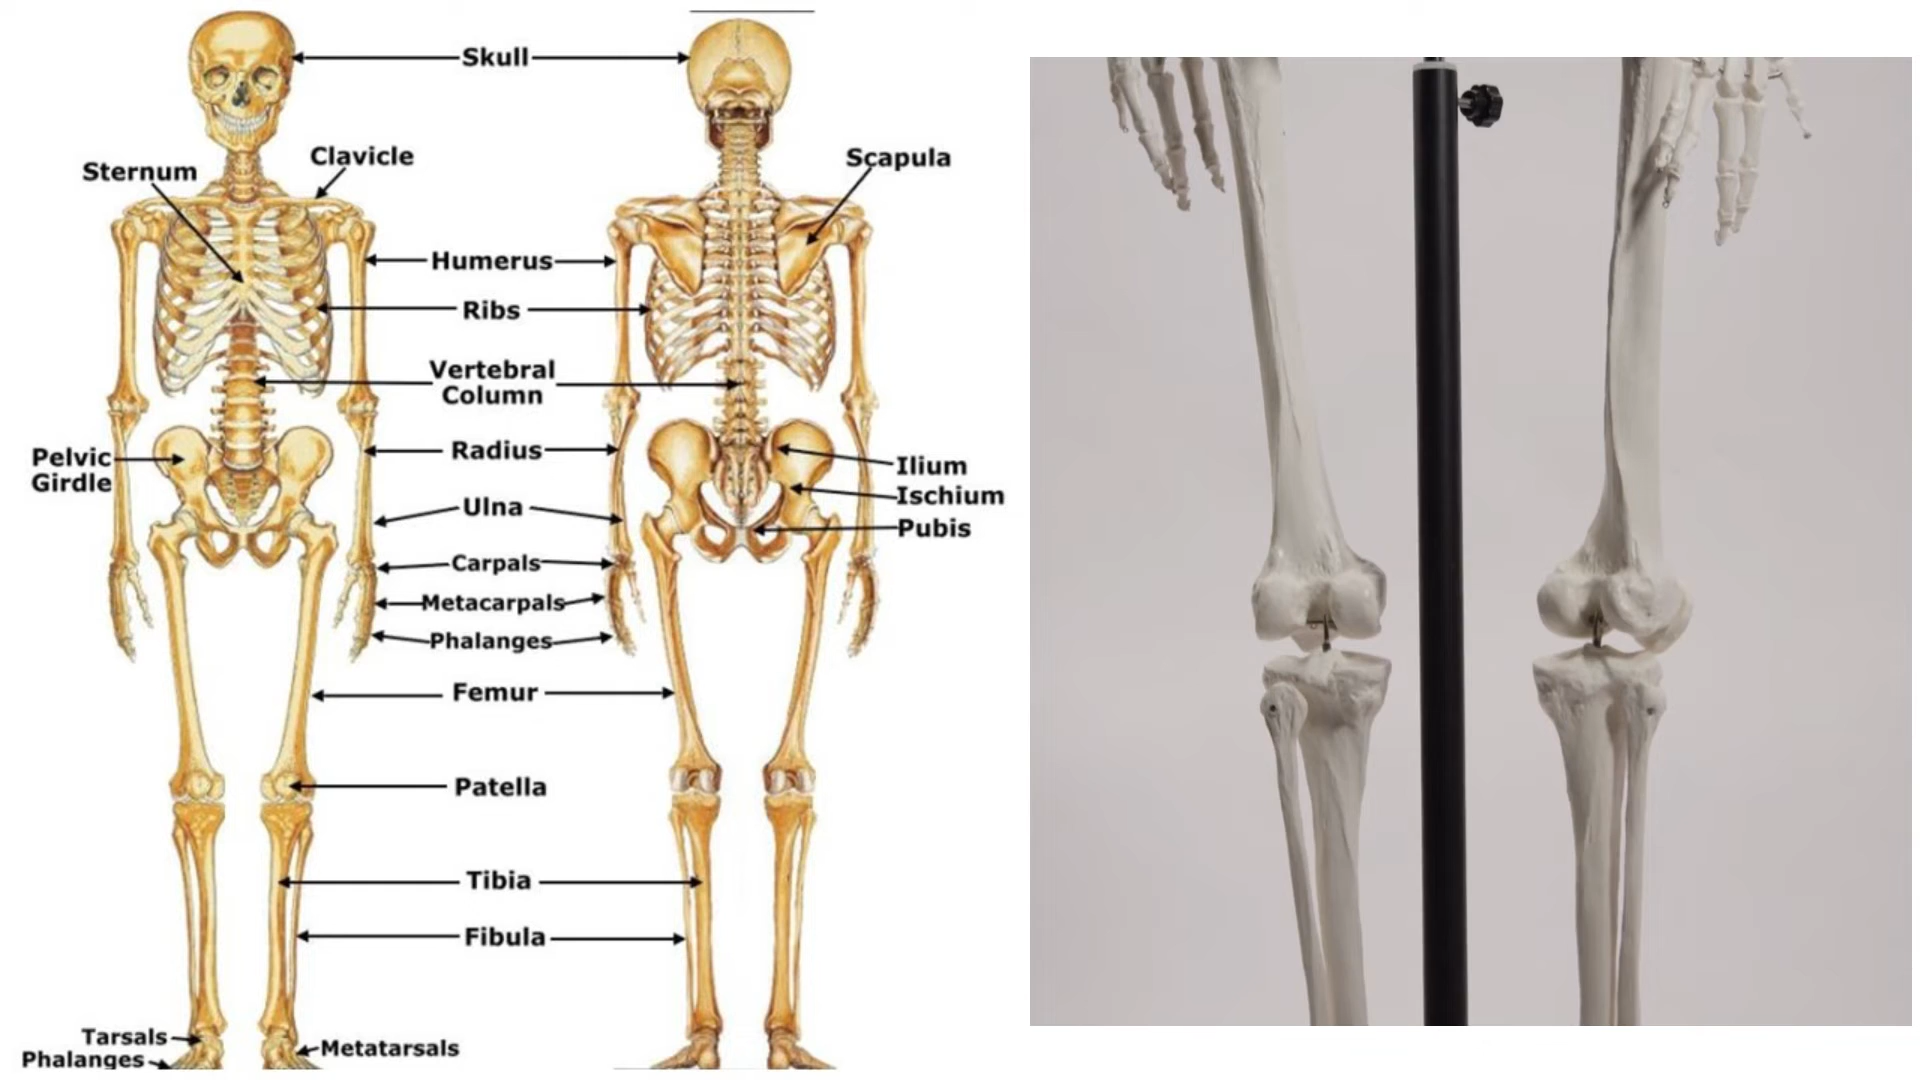 Skull
Clavicle
Sternum
Scapula
Humerus
Ribs
Vertebral
Column
Radius
Pelvic
Girdle
Ilium
Ischium
Ulna
Pubis
Carpals
Metacarpals
Phalanges
Femur
Patella
Tibia
Fibula
Tarsals
Metatarsals
Phalanges